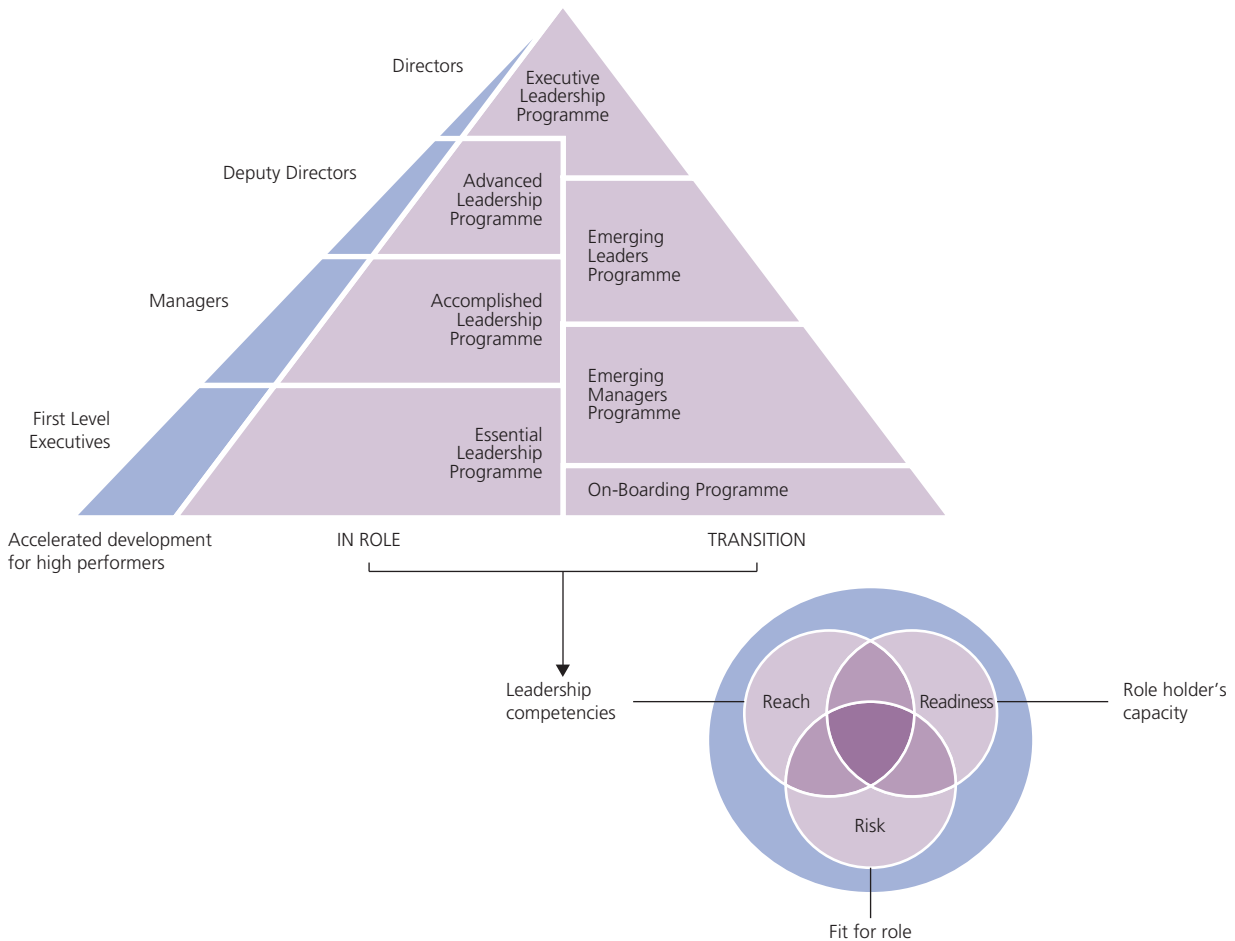 Directors
Executive
Leadership
Programme
Deputy Directors
Advanced
Leadership
Programme
Emerging
Leaders
Programme
Managers
Accomplished
Leadership
Programme
Emerging
Managers
Programme
First Level
Executives
Essential
Leadership
Programme
On-Boarding Programme
Accelerated development
for high performers
IN ROLE
TRANSITION
Leadership
competencies
Reach
Readiness
Role holder’s
capacity
Risk
Fit for role